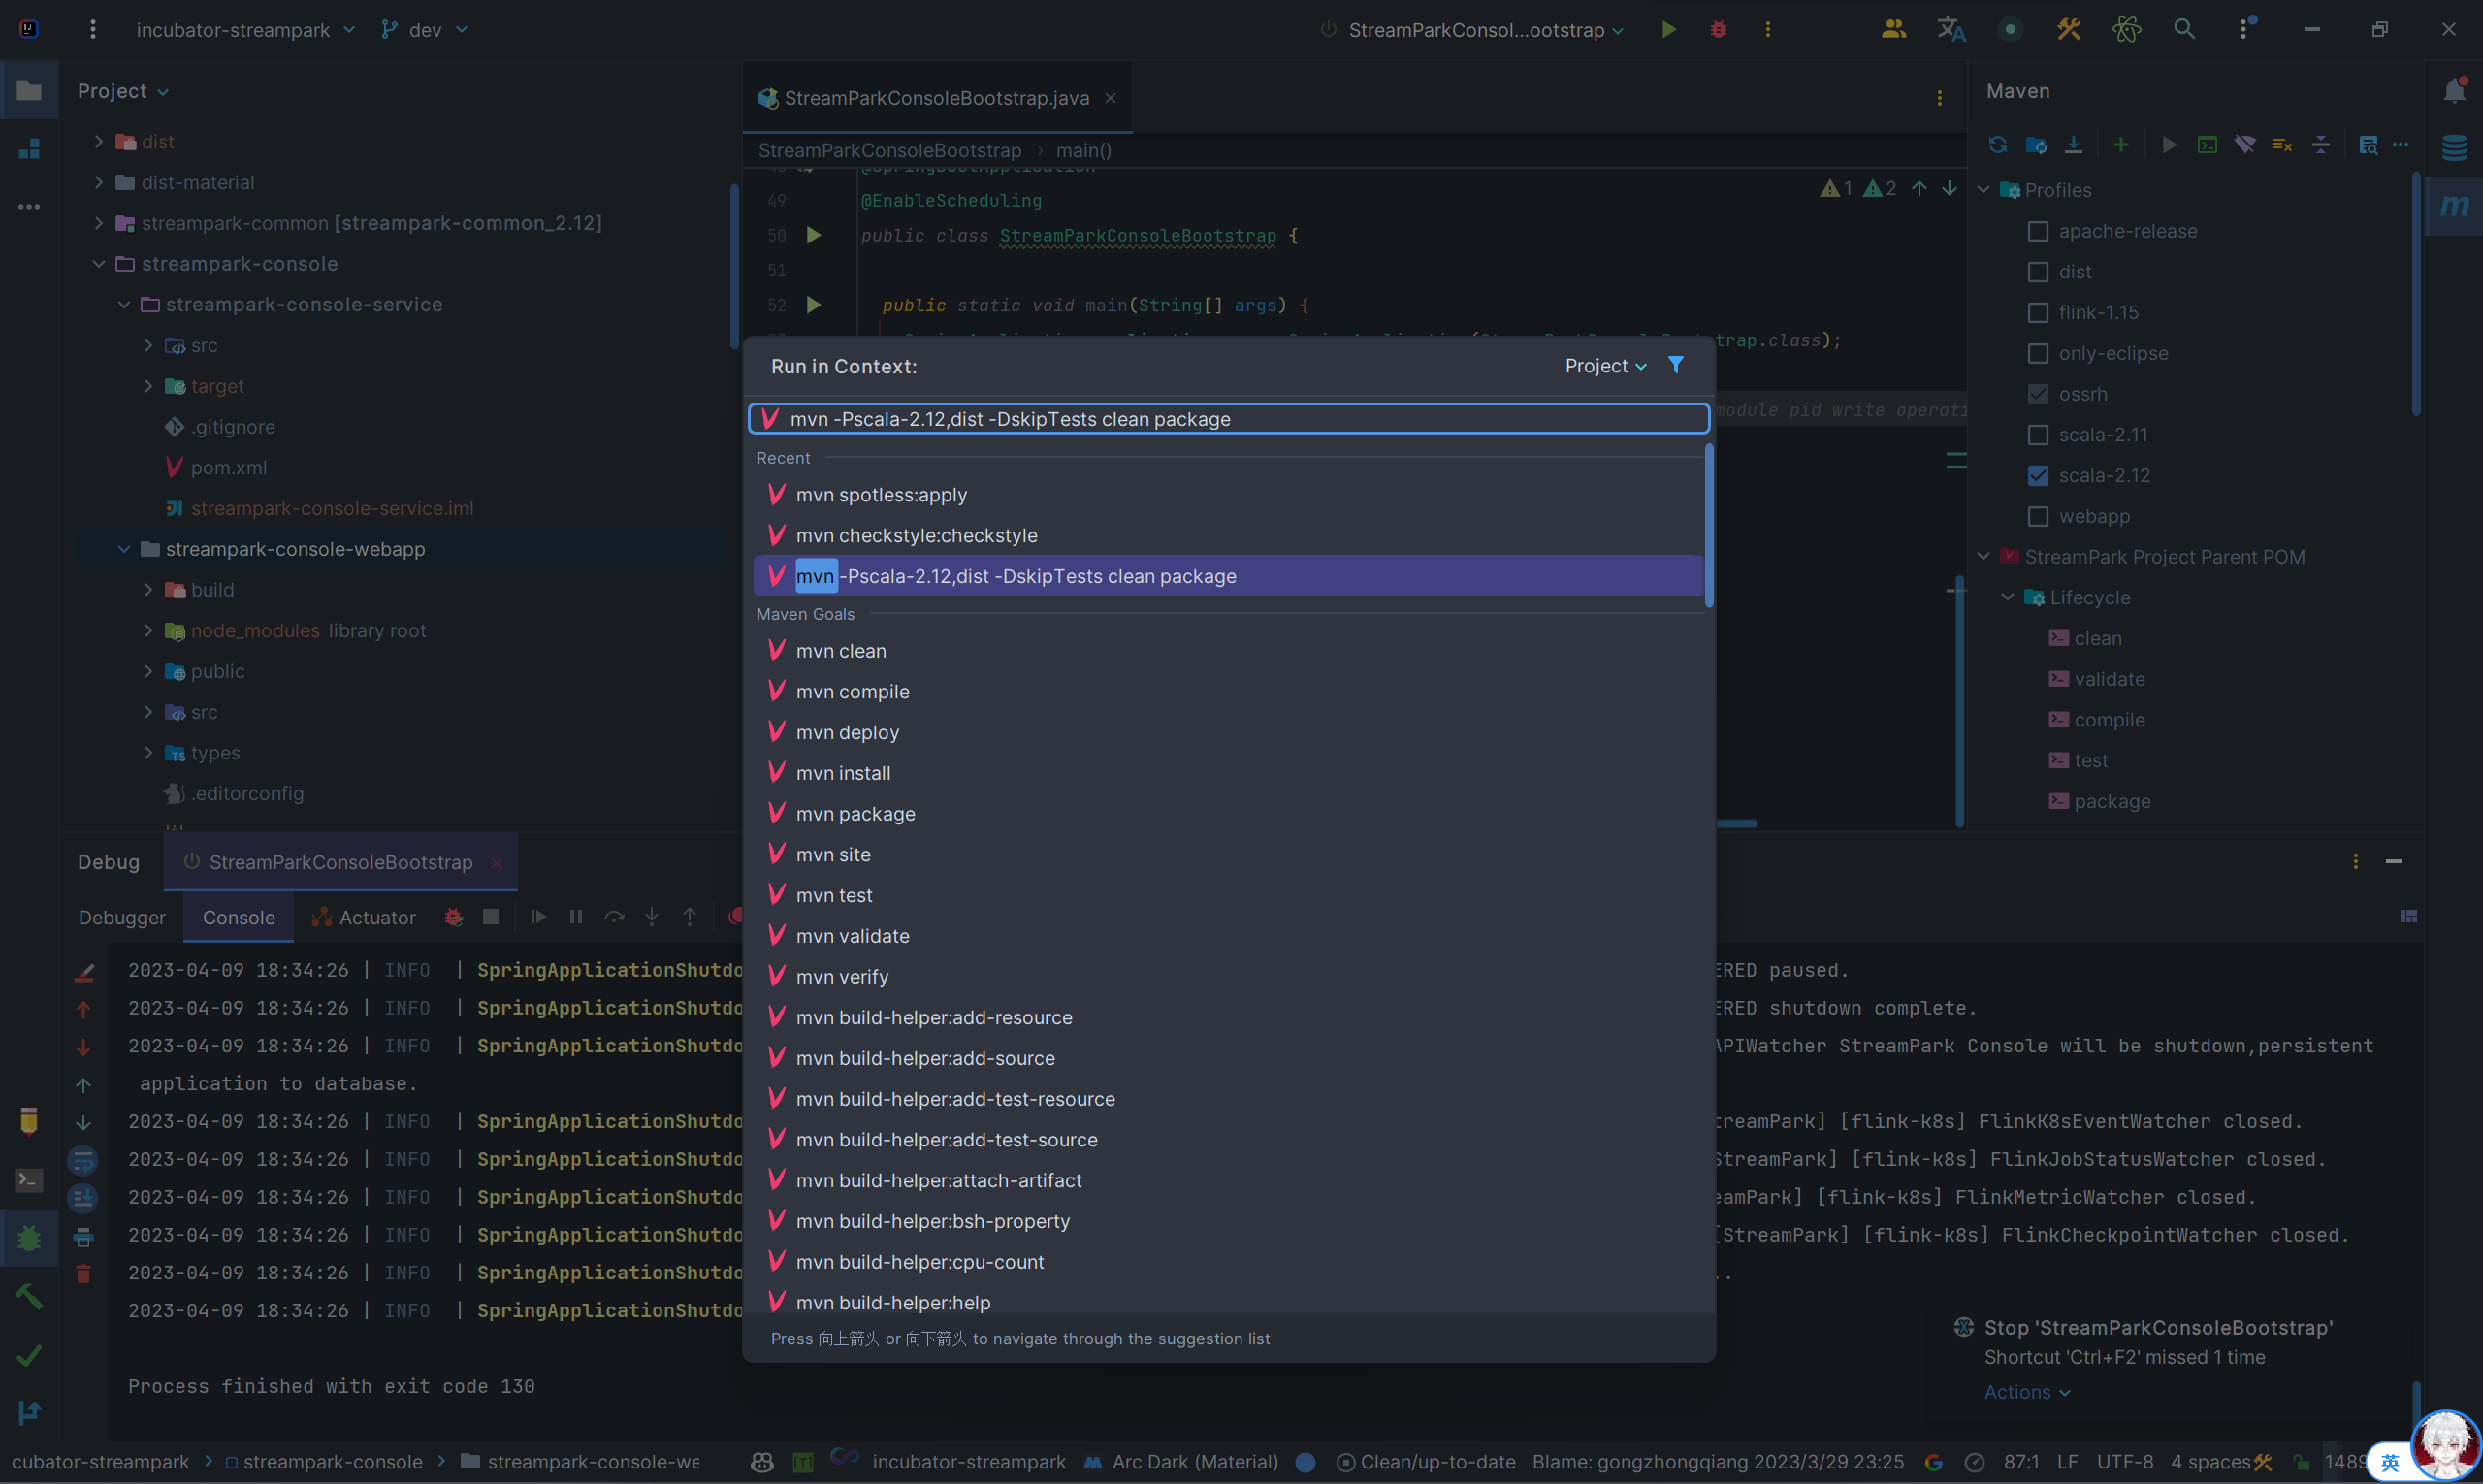 incubator-streampark
dev
StreamParkConsol...ootstrap
Project
dist
dist-material
streampark-common [streampark-common_2.12]
streampark-console
streampark-console-service
src
target
.gitignore
pom.xml
streampark-console-service.iml
streampark-console-webapp
build
node_modules library root
public
src
types
.editorconfig
StreamParkConsoleBootstrap.java
StreamParkConsoleBootstrap › main()
@SpringBootApplication
49 @EnableScheduling
50 public class StreamParkConsoleBootstrap {
51
52 public static void main(String[] args) {
trap.class);
module pid write operati
1 2
Run in Context:
Project
mvn -Pscala-2.12,dist -DskipTests clean package
Recent
mvn spotless:apply
mvn checkstyle:checkstyle
mvn -Pscala-2.12,dist -DskipTests clean package
Maven Goals
mvn clean
mvn compile
mvn deploy
mvn install
mvn package
mvn site
mvn test
mvn validate
mvn verify
mvn build-helper:add-resource
mvn build-helper:add-source
mvn build-helper:add-test-resource
mvn build-helper:add-test-source
mvn build-helper:attach-artifact
mvn build-helper:bsh-property
mvn build-helper:cpu-count
mvn build-helper:help
Press 向上箭头 or 向下箭头 to navigate through the suggestion list
Maven
Profiles
apache-release
dist
flink-1.15
only-eclipse
ossrh
scala-2.11
scala-2.12
webapp
StreamPark Project Parent POM
Lifecycle
clean
validate
compile
test
package
Debug
StreamParkConsoleBootstrap
Debugger
Console
Actuator
2023-04-09 18:34:26 | INFO | SpringApplicationShutdo
ERED paused.
2023-04-09 18:34:26 | INFO | SpringApplicationShutdo
ERED shutdown complete.
2023-04-09 18:34:26 | INFO | SpringApplicationShutdo
APIWatcher StreamPark Console will be shutdown,persistent
application to database.
2023-04-09 18:34:26 | INFO | SpringApplicationShutdo
treamPark] [flink-k8s] FlinkK8sEventWatcher closed.
2023-04-09 18:34:26 | INFO | SpringApplicationShutdo
StreamPark] [flink-k8s] FlinkJobStatusWatcher closed.
2023-04-09 18:34:26 | INFO | SpringApplicationShutdo
eamPark] [flink-k8s] FlinkMetricWatcher closed.
2023-04-09 18:34:26 | INFO | SpringApplicationShutdo
[StreamPark] [flink-k8s] FlinkCheckpointWatcher closed.
2023-04-09 18:34:26 | INFO | SpringApplicationShutdo
..
2023-04-09 18:34:26 | INFO | SpringApplicationShutdo
Process finished with exit code 130
Stop 'StreamParkConsoleBootstrap'
Shortcut 'Ctrl+F2' missed 1 time
Actions
cubator-streampark › streampark-console › streampark-console-we
incubator-streampark
Arc Dark (Material)
Clean/up-to-date
Blame: gongzhongqiang 2023/3/29 23:25
87:1
LF
UTF-8
4 spaces
1489
英